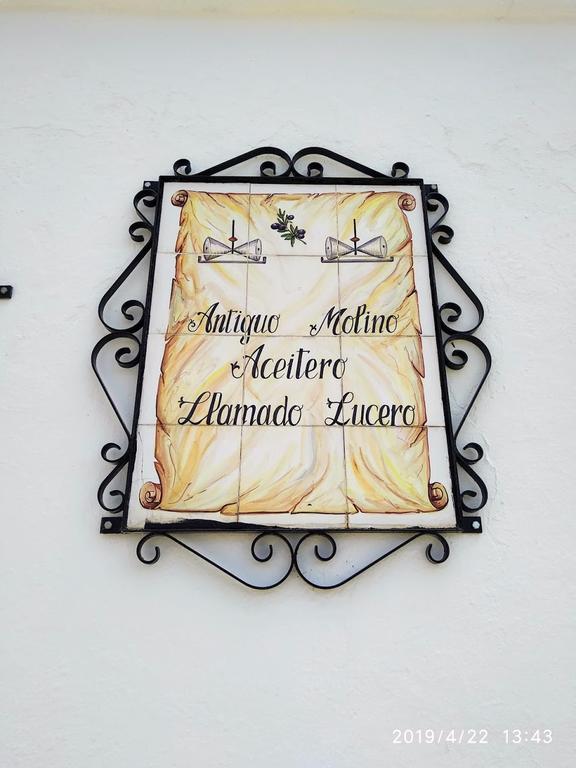 Antiguo Molino
Aceitero
Llamado Lucero
2019/4/22 13:43